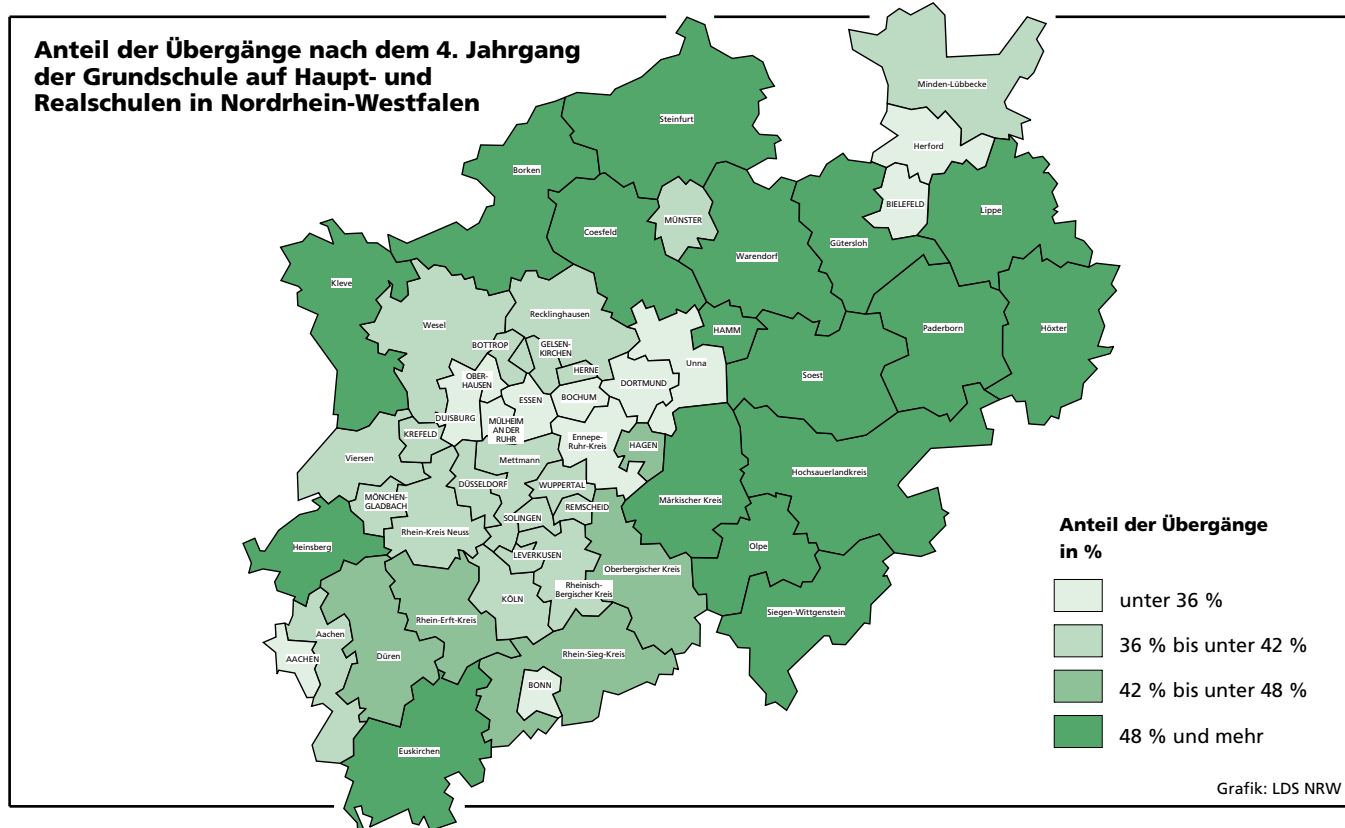 Anteil der Übergänge nach dem 4. Jahrgang
der Grundschule auf Haupt- und
Realschulen in Nordrhein-Westfalen
Minden-Lübbecke
Steinfurt
Herford
Borken
BIELEFELD
Lippe
MÜNSTER
Coesfeld
Gütersloh
Warendorf
Kleve
Recklinghausen
Wesel
HAMM
Paderborn
Höxter
BOTTROP
GELSEN-
KIRCHEN
Unna
HERNE
Soest
OBER-
HAUSEN
DORTMUND
ESSEN
BOCHUM
DUISBURG
MÜLHEIM
AN DER
RUHR
KREFELD
Ennepe-
Ruhr-Kreis
HAGEN
Viersen
Mettmann
Hochsauerlandkreis
DÜSSELDORF
WUPPERTAL
MÖNCHEN-
GLADBACH
Märkischer Kreis
REMSCHEID
SOLINGEN
Rhein-Kreis Neuss
Heinsberg
Olpe
LEVERKUSEN
Oberbergischer Kreis
Rheinisch-
Bergischer Kreis
KÖLN
Siegen-Wittgenstein
Rhein-Erft-Kreis
Aachen
AACHEN
Düren
Rhein-Sieg-Kreis
BONN
Euskirchen
Anteil der Übergänge
in %
unter 36 %
36 % bis unter 42 %
42 % bis unter 48 %
48 % und mehr
Grafik: LDS NRW